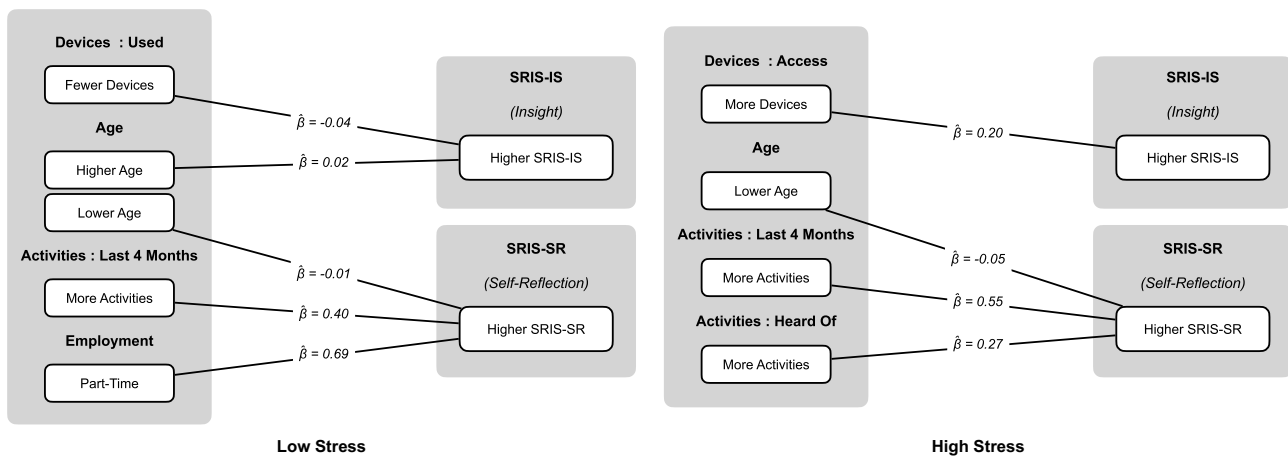 Devices : Used
Fewer Devices
Age
Higher Age
Lower Age
Activities : Last 4 Months
More Activities
Employment
Part-Time
β̂ = -0.04
β̂ = 0.02
β̂ = -0.01
β̂ = 0.40
β̂ = 0.69
SRIS-IS
(Insight)
Higher SRIS-IS
SRIS-SR
(Self-Reflection)
Higher SRIS-SR
Low Stress
Devices : Access
More Devices
Age
Lower Age
Activities : Last 4 Months
More Activities
Activities : Heard Of
More Activities
β̂ = 0.20
β̂ = -0.05
β̂ = 0.55
β̂ = 0.27
SRIS-IS
(Insight)
Higher SRIS-IS
SRIS-SR
(Self-Reflection)
Higher SRIS-SR
High Stress